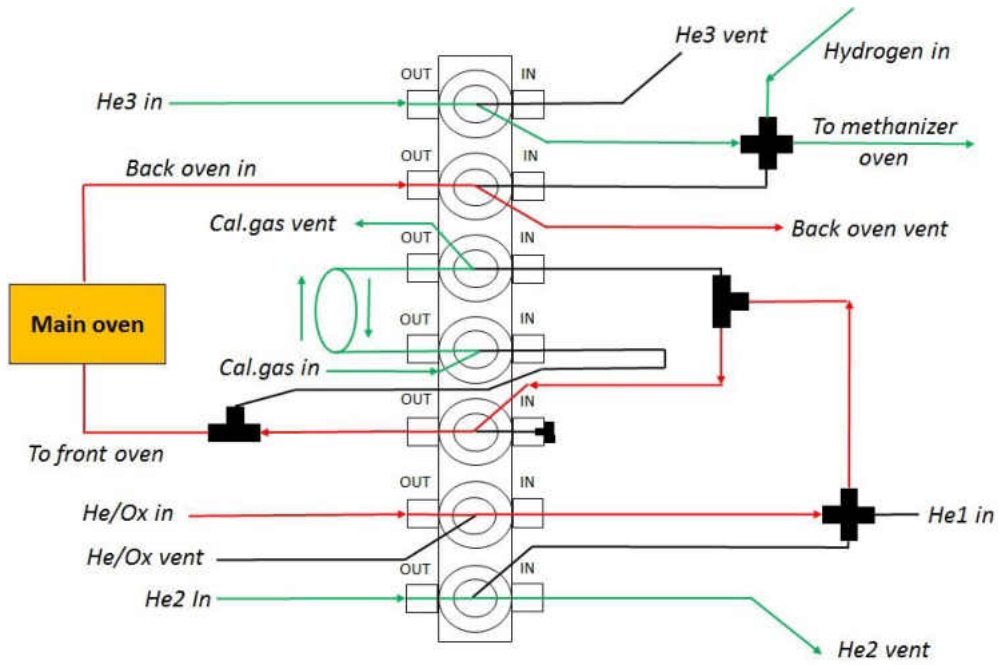 He3 vent
Hydrogen in
OUT
IN
He3 in
To methanizer
oven
OUT
IN
Back oven in
Cal.gas vent
Back oven vent
OUT
IN
Main oven
OUT
IN
Cal.gas in
OUT
IN
To front oven
OUT
IN
He/Ox in
He1 in
He/Ox vent
OUT
IN
He2 In
He2 vent